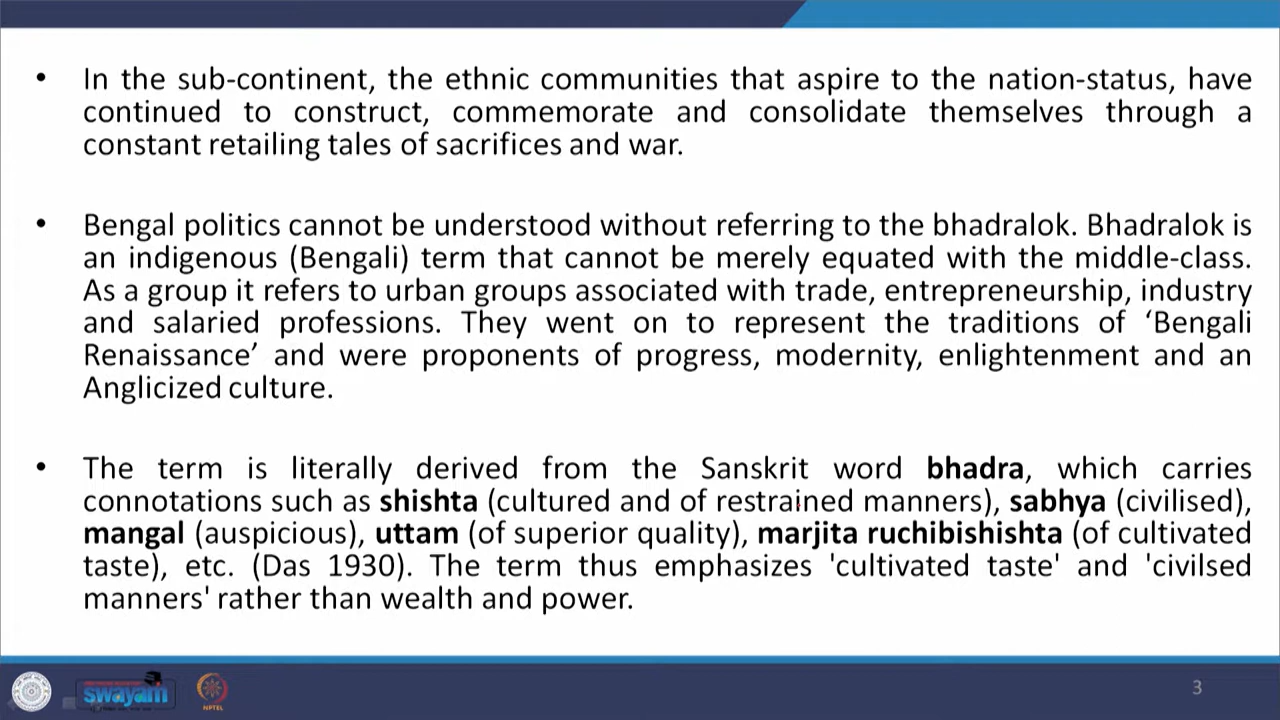 • In the sub-continent, the ethnic communities that aspire to the nation-status, have
continued to construct, commemorate and consolidate themselves through a
constant retailing tales of sacrifices and war.
• Bengal politics cannot be understood without referring to the bhadralok. Bhadralok is
an indigenous (Bengali) term that cannot be merely equated with the middle-class.
As a group it refers to urban groups associated with trade, entrepreneurship, industry
and salaried professions. They went on to represent the traditions of ‘Bengali
Renaissance’ and were proponents of progress, modernity, enlightenment and an
Anglicized culture.
• The term is literally derived from the Sanskrit word bhadra, which carries
connotations such as shishta (cultured and of restrained manners), sabhya (civilised),
mangal (auspicious), uttam (of superior quality), marjita ruchibishishta (of cultivated
taste), etc. (Das 1930). The term thus emphasizes 'cultivated taste' and 'civilsed
manners' rather than wealth and power.
swayam
NPTEL
3